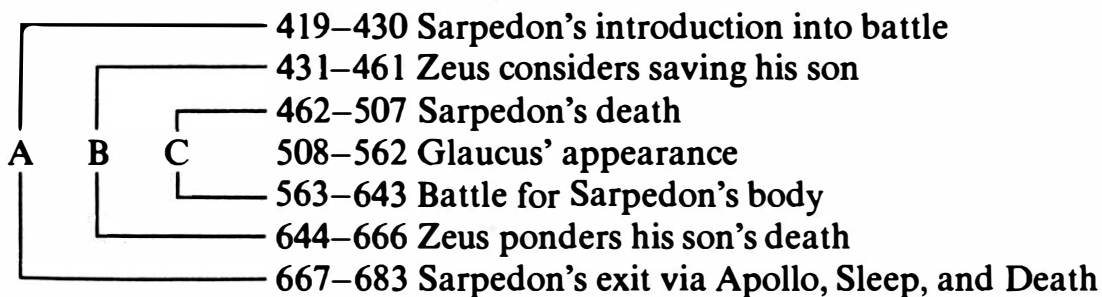 419–430 Sarpedon's introduction into battle
431–461 Zeus considers saving his son
462–507 Sarpedon's death
A B C 508–562 Glaucus' appearance
563–643 Battle for Sarpedon's body
644–666 Zeus ponders his son's death
667–683 Sarpedon's exit via Apollo, Sleep, and Death